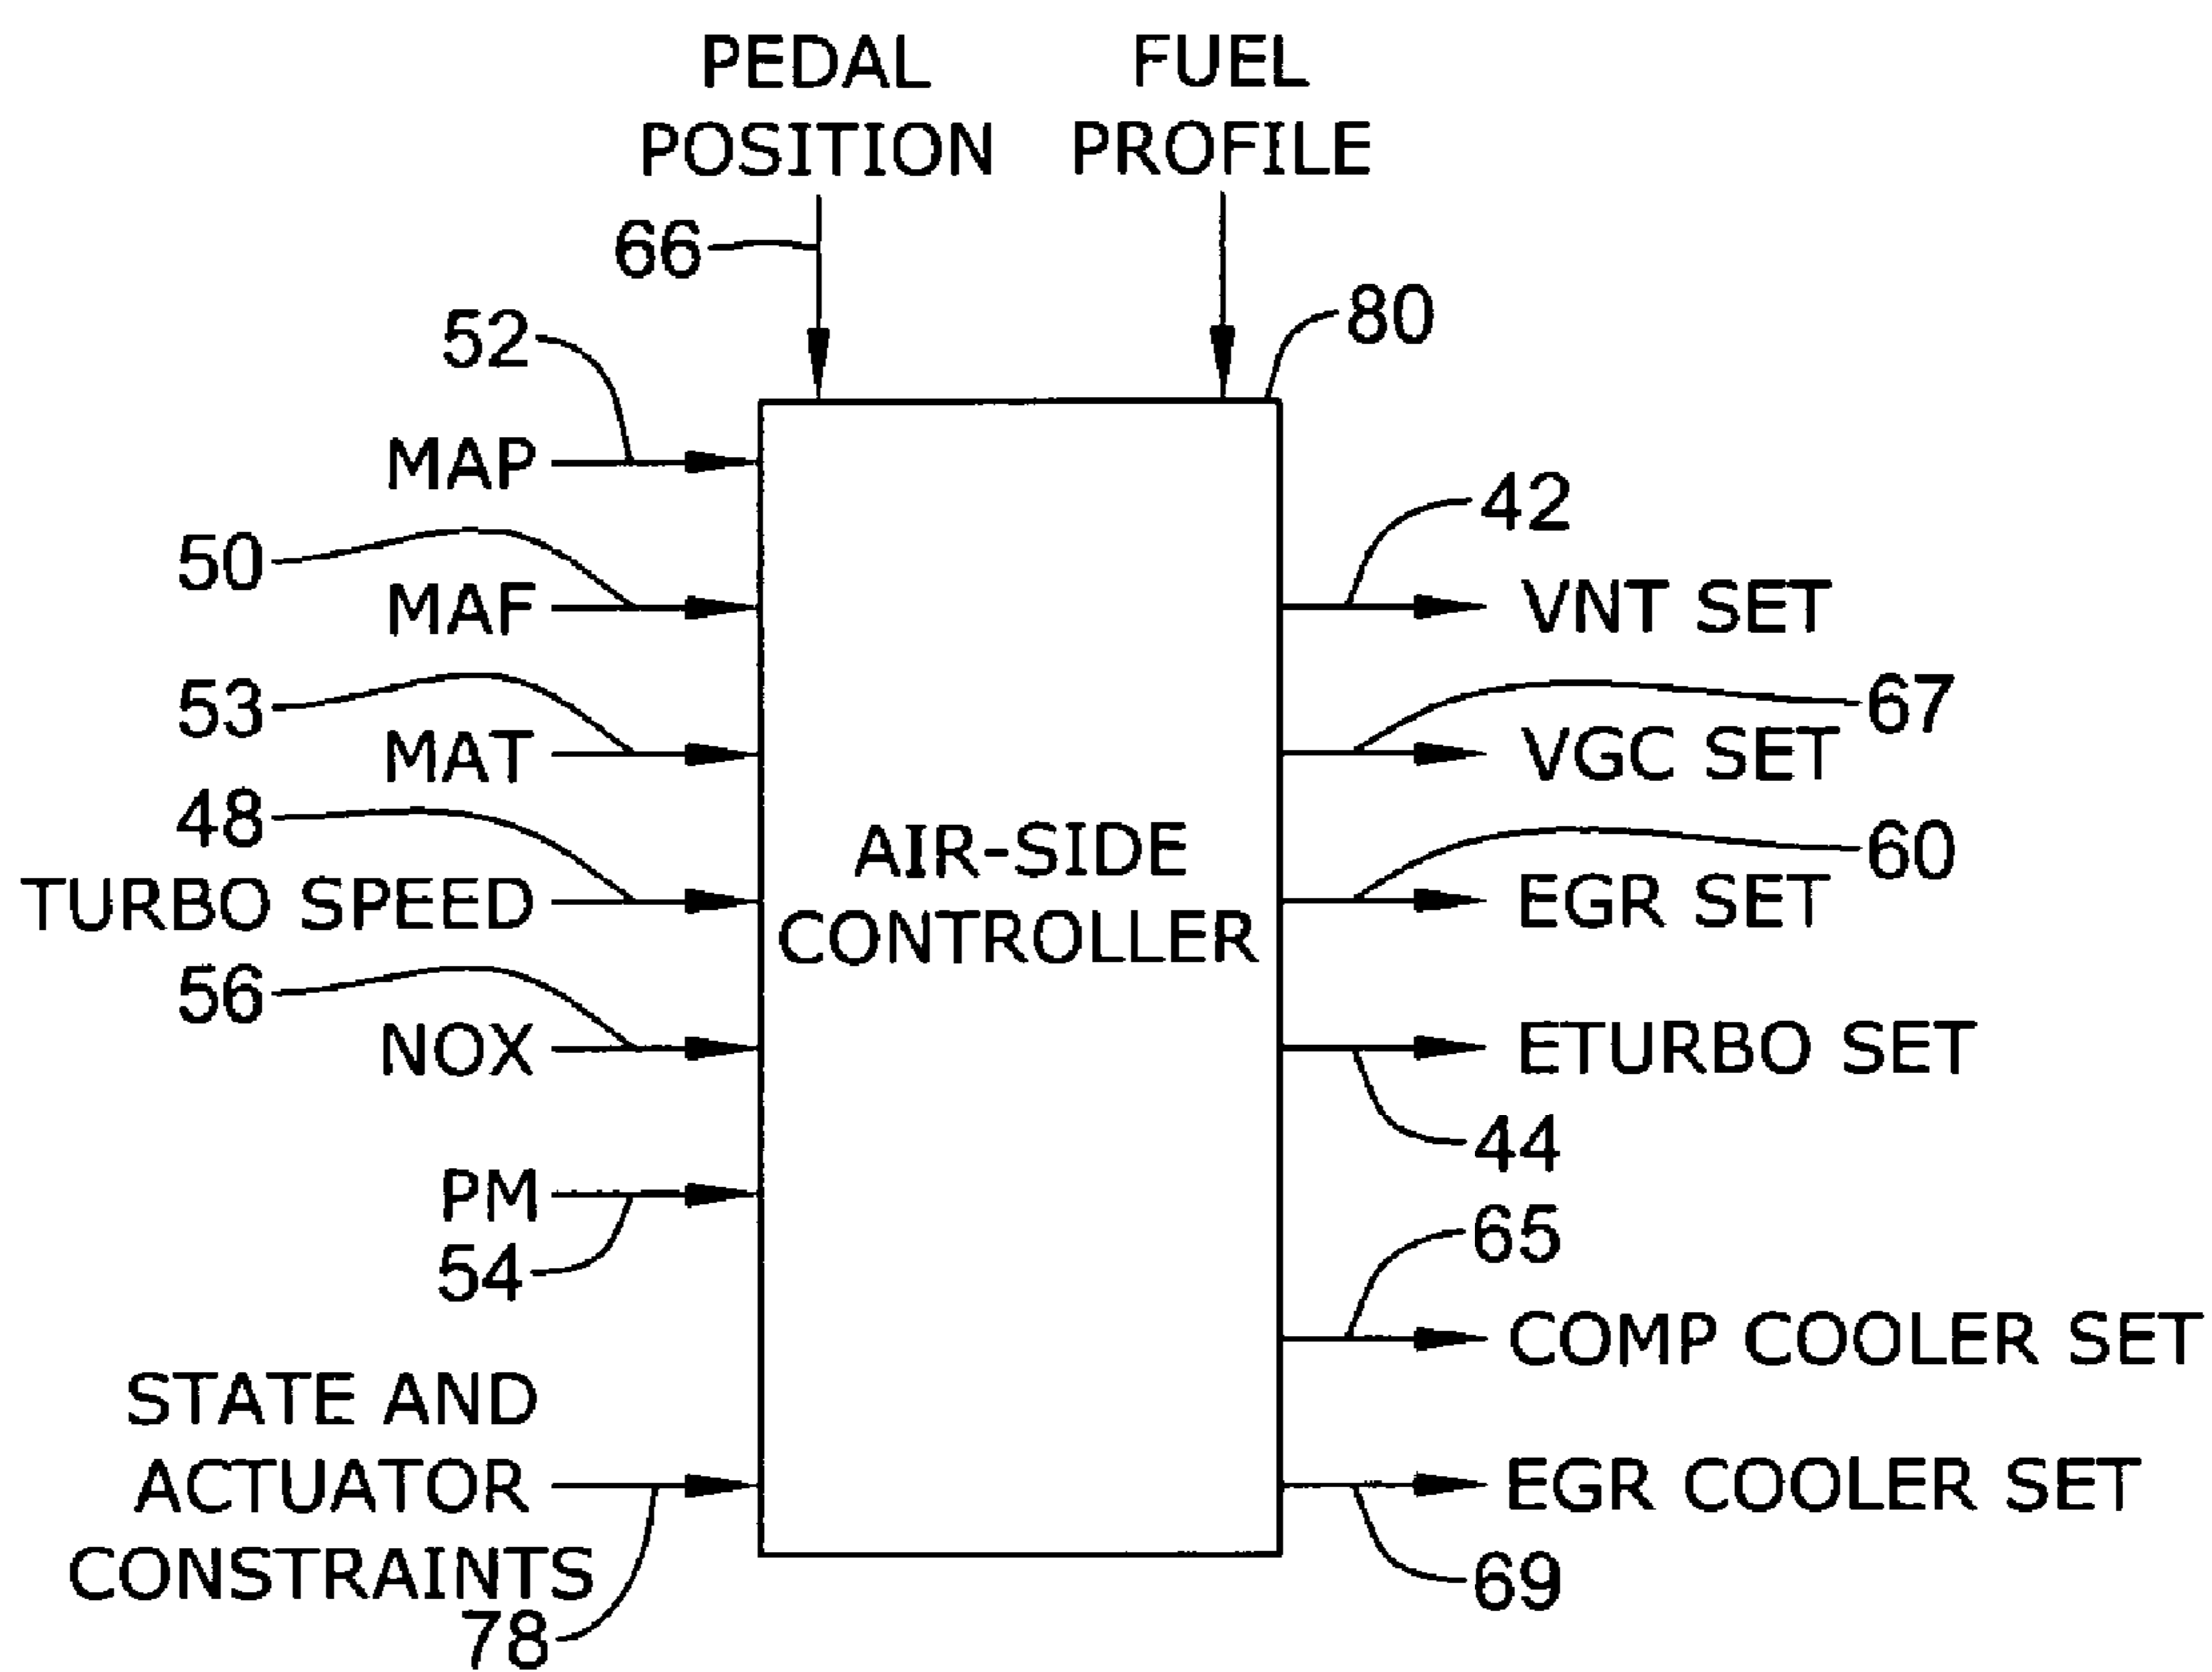 PEDAL
POSITION
FUEL
PROFILE
66
80
52
MAP
50
MAF
53
MAT
48
TURBO SPEED
56
NOX
PM
54
STATE AND
ACTUATOR
CONSTRAINTS
78
AIR-SIDE
CONTROLLER
42
VNT SET
67
VGC SET
60
EGR SET
ETURBO SET
44
65
COMP COOLER SET
EGR COOLER SET
69